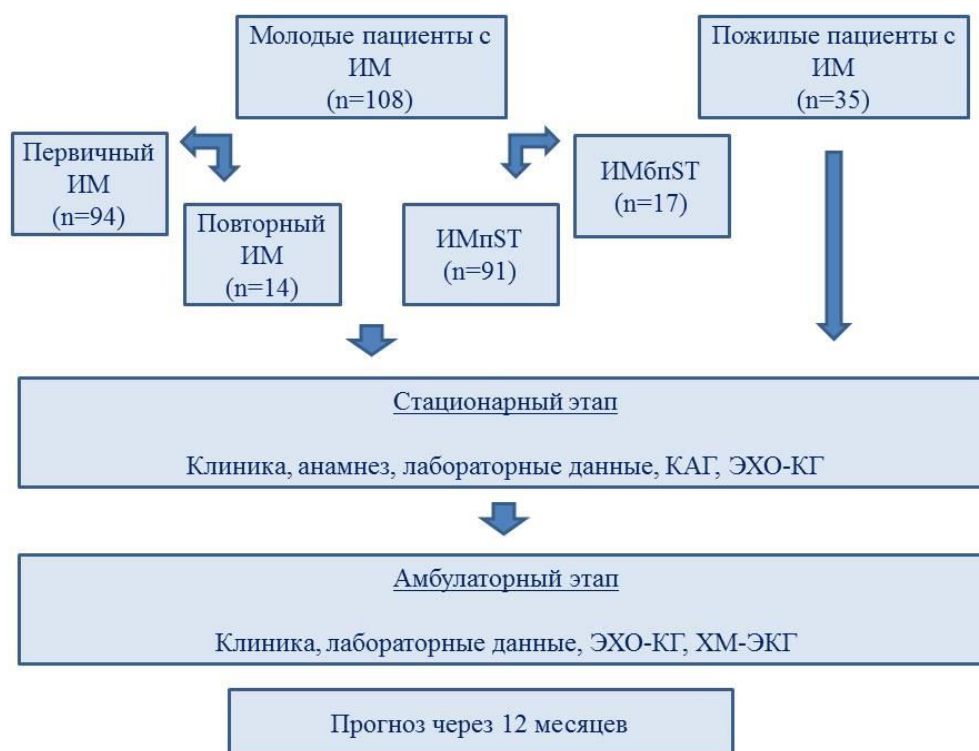 Молодые пациенты с
ИМ
(n=108)
Пожилые пациенты с
ИМ
(n=35)
Первичный
ИМ
(n=94)
Повторный
ИМ
(n=14)
ИМпST
(n=91)
ИМбпST
(n=17)
Стационарный этап
Клиника, анамнез, лабораторные данные, КАГ, ЭХО-КГ
Амбулаторный этап
Клиника, лабораторные данные, ЭХО-КГ, ХМ-ЭКГ
Прогноз через 12 месяцев